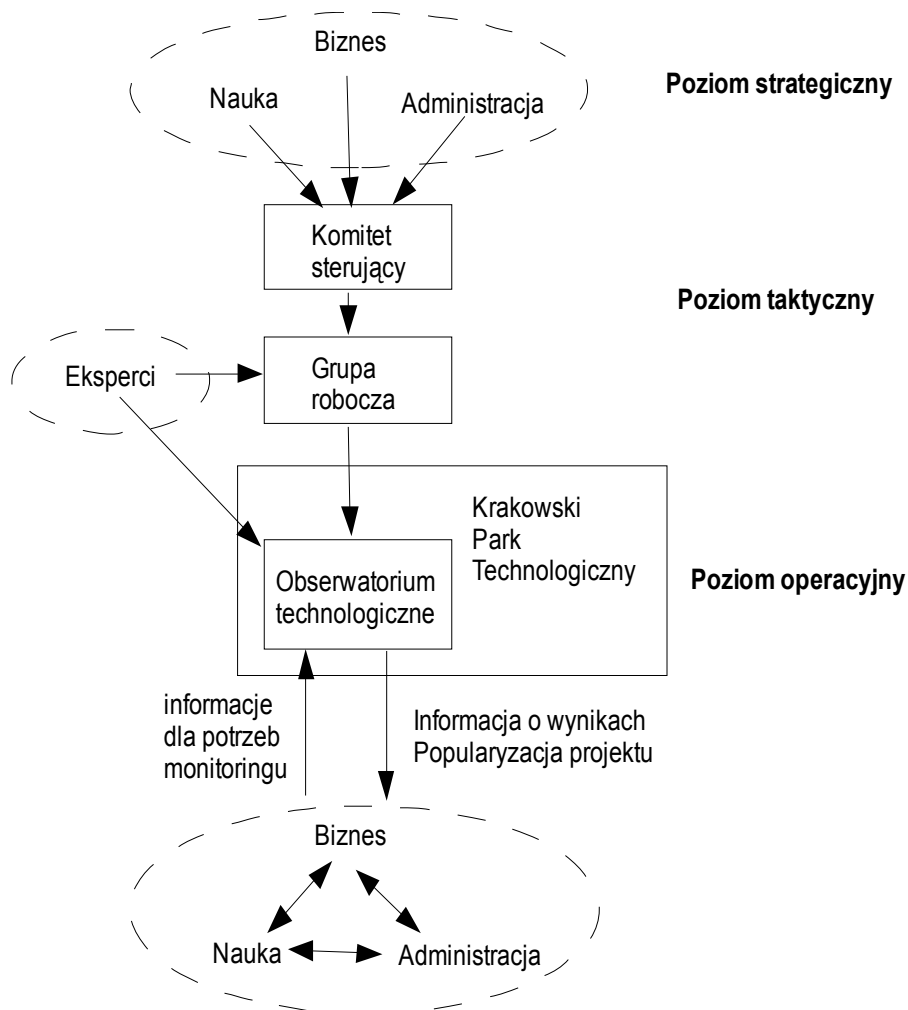 Biznes
Poziom strategiczny
Nauka
Administracja
Komitet
sterujący
Poziom taktyczny
Eksperci
Grupa
robocza
Krakowski
Park
Technologiczny
Obserwatorium
technologiczne
Poziom operacyjny
informacje
dla potrzeb
monitoringu
Informacja o wynikach
Popularyzacja projektu
Biznes
Nauka
Administracja